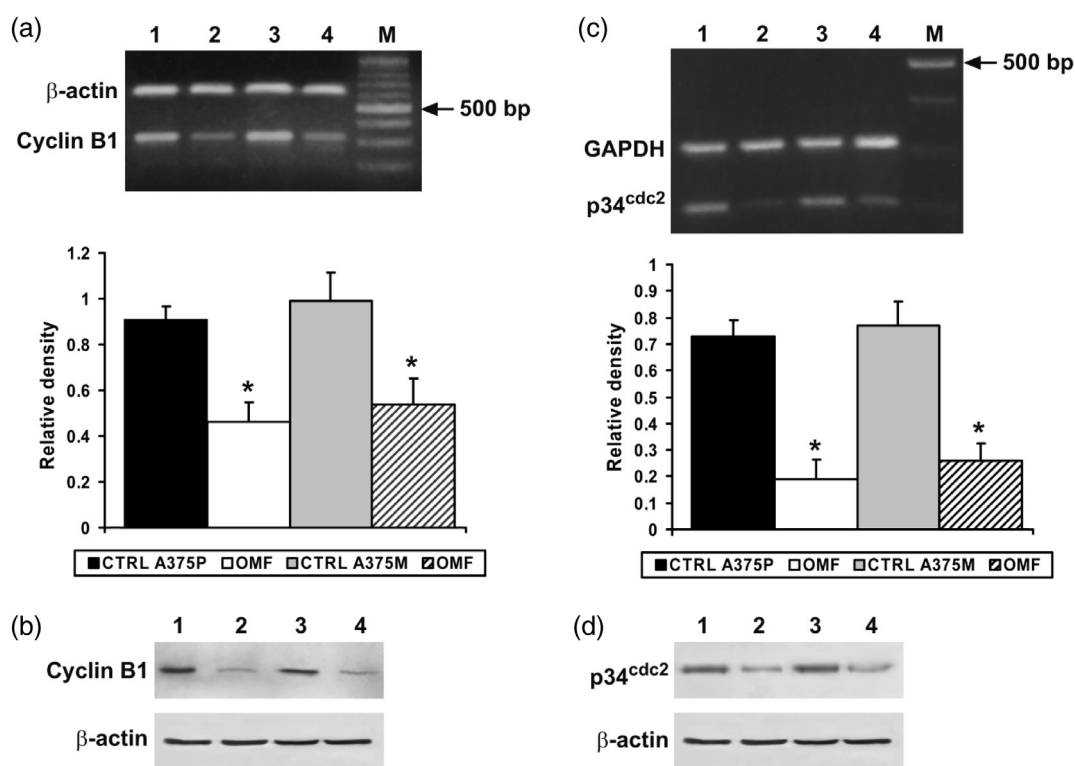 (a)
1 2 3 4 M
β-actin
500 bp
Cyclin B1
1.2
1
0.8
0.6
0.4
0.2
0
Relative density
* *
CTRL A375P OMF CTRL A375M OMF
(b)
1 2 3 4
Cyclin B1
β-actin
(c)
1 2 3 4 M
500 bp
GAPDH
p34cdc2
1
0.9
0.8
0.7
0.6
0.5
0.4
0.3
0.2
0.1
0
Relative density
* *
CTRL A375P OMF CTRL A375M OMF
(d)
1 2 3 4
p34cdc2
β-actin